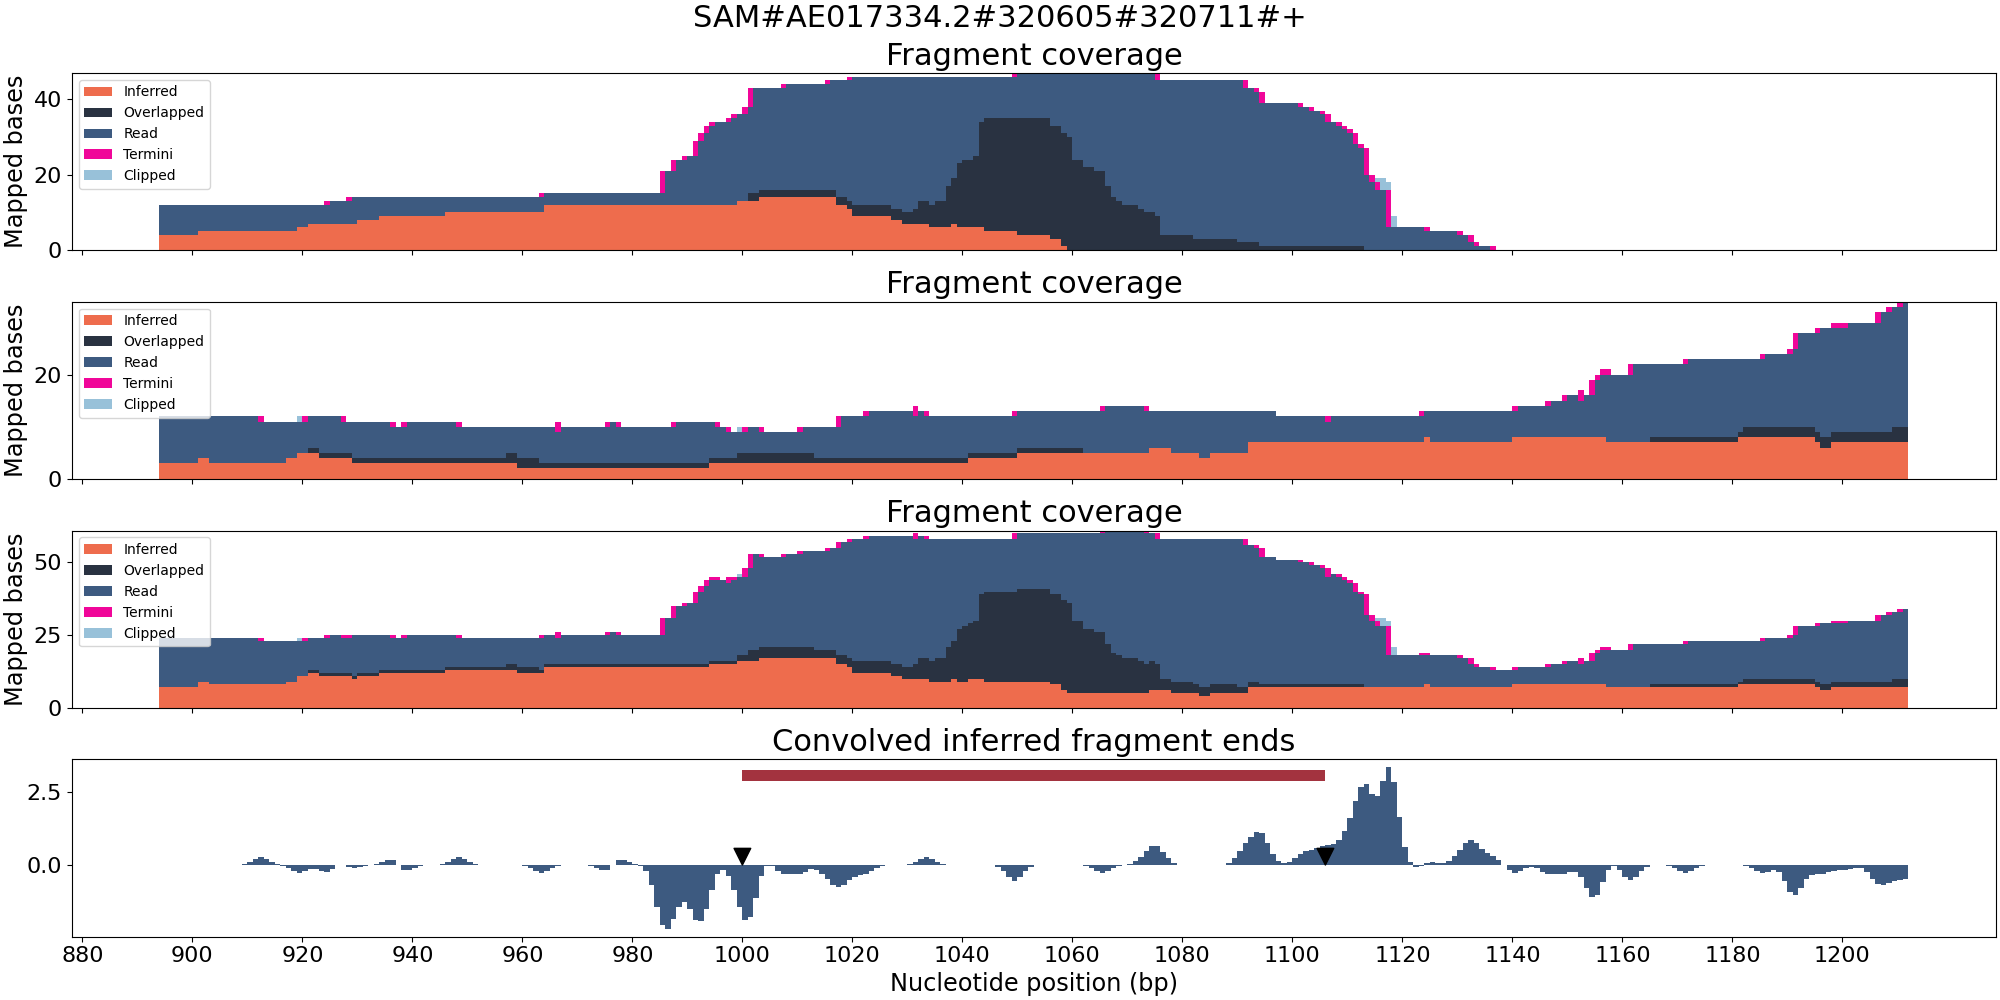 SAM#AE017334.2#320605#320711#+
Fragment coverage
Mapped bases
40
20
0
Inferred
Overlapped
Read
Termini
Clipped
Fragment coverage
Mapped bases
20
0
Inferred
Overlapped
Read
Termini
Clipped
Fragment coverage
Mapped bases
50
25
0
Inferred
Overlapped
Read
Termini
Clipped
Convolved inferred fragment ends
2.5
0.0
880 900 920 940 960 980 1000 1020 1040 1060 1080 1100 1120 1140 1160 1180 1200
Nucleotide position (bp)